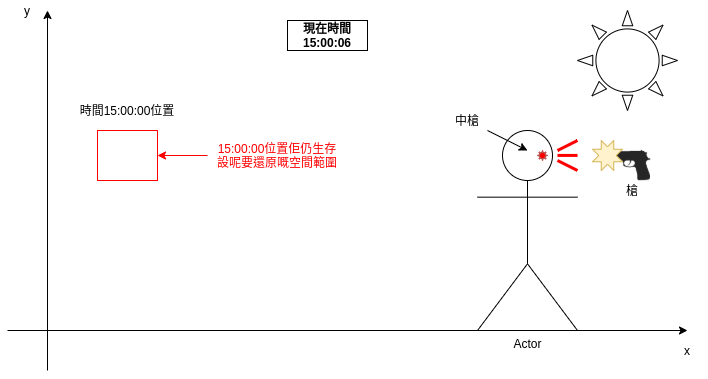 y
現在時間
15:00:06
時間15:00:00位置
中槍
15:00:00位置佢仍生存
設呢要還原嘅空間範圍
槍
Actor
x